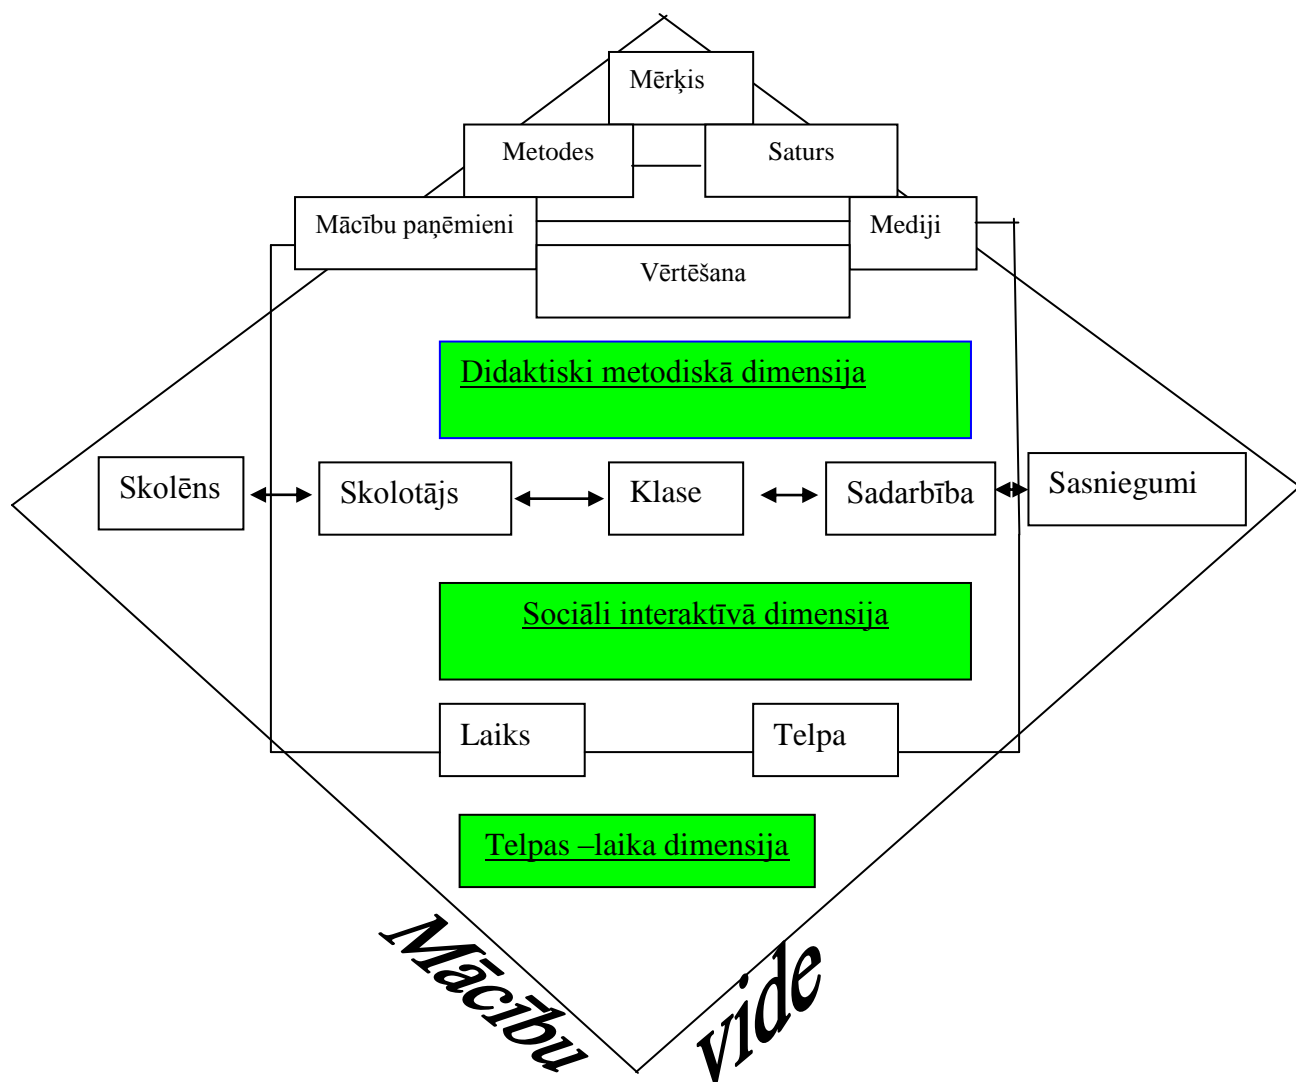 Mērķis
Metodes
Saturs
Mācību paņēmieni
Mediji
Vērtēšana
Didaktiski metodiskā dimensija
Skolēns
Skolotājs
Klase
Sadarbība
Sasniegumi
Sociāli interaktīvā dimensija
Laiks
Telpa
Telpas –laika dimensija
Mācību
vide